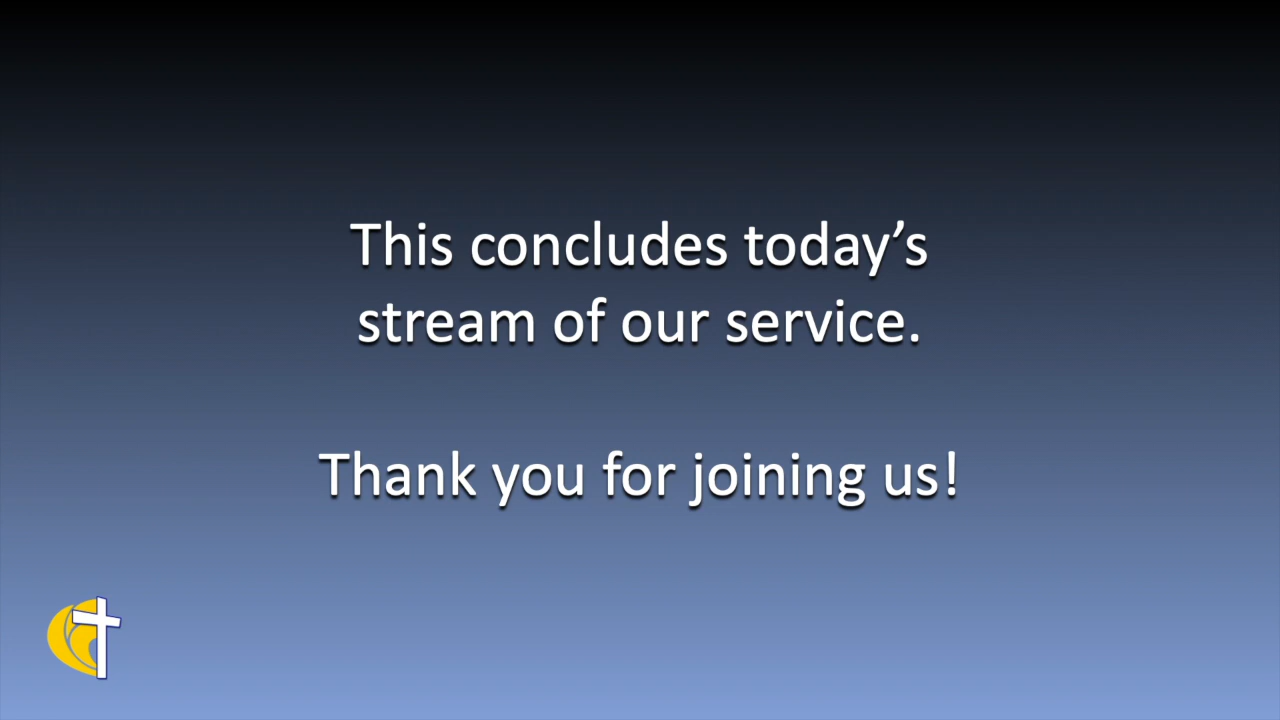 This concludes today’s
stream of our service.
Thank you for joining us!